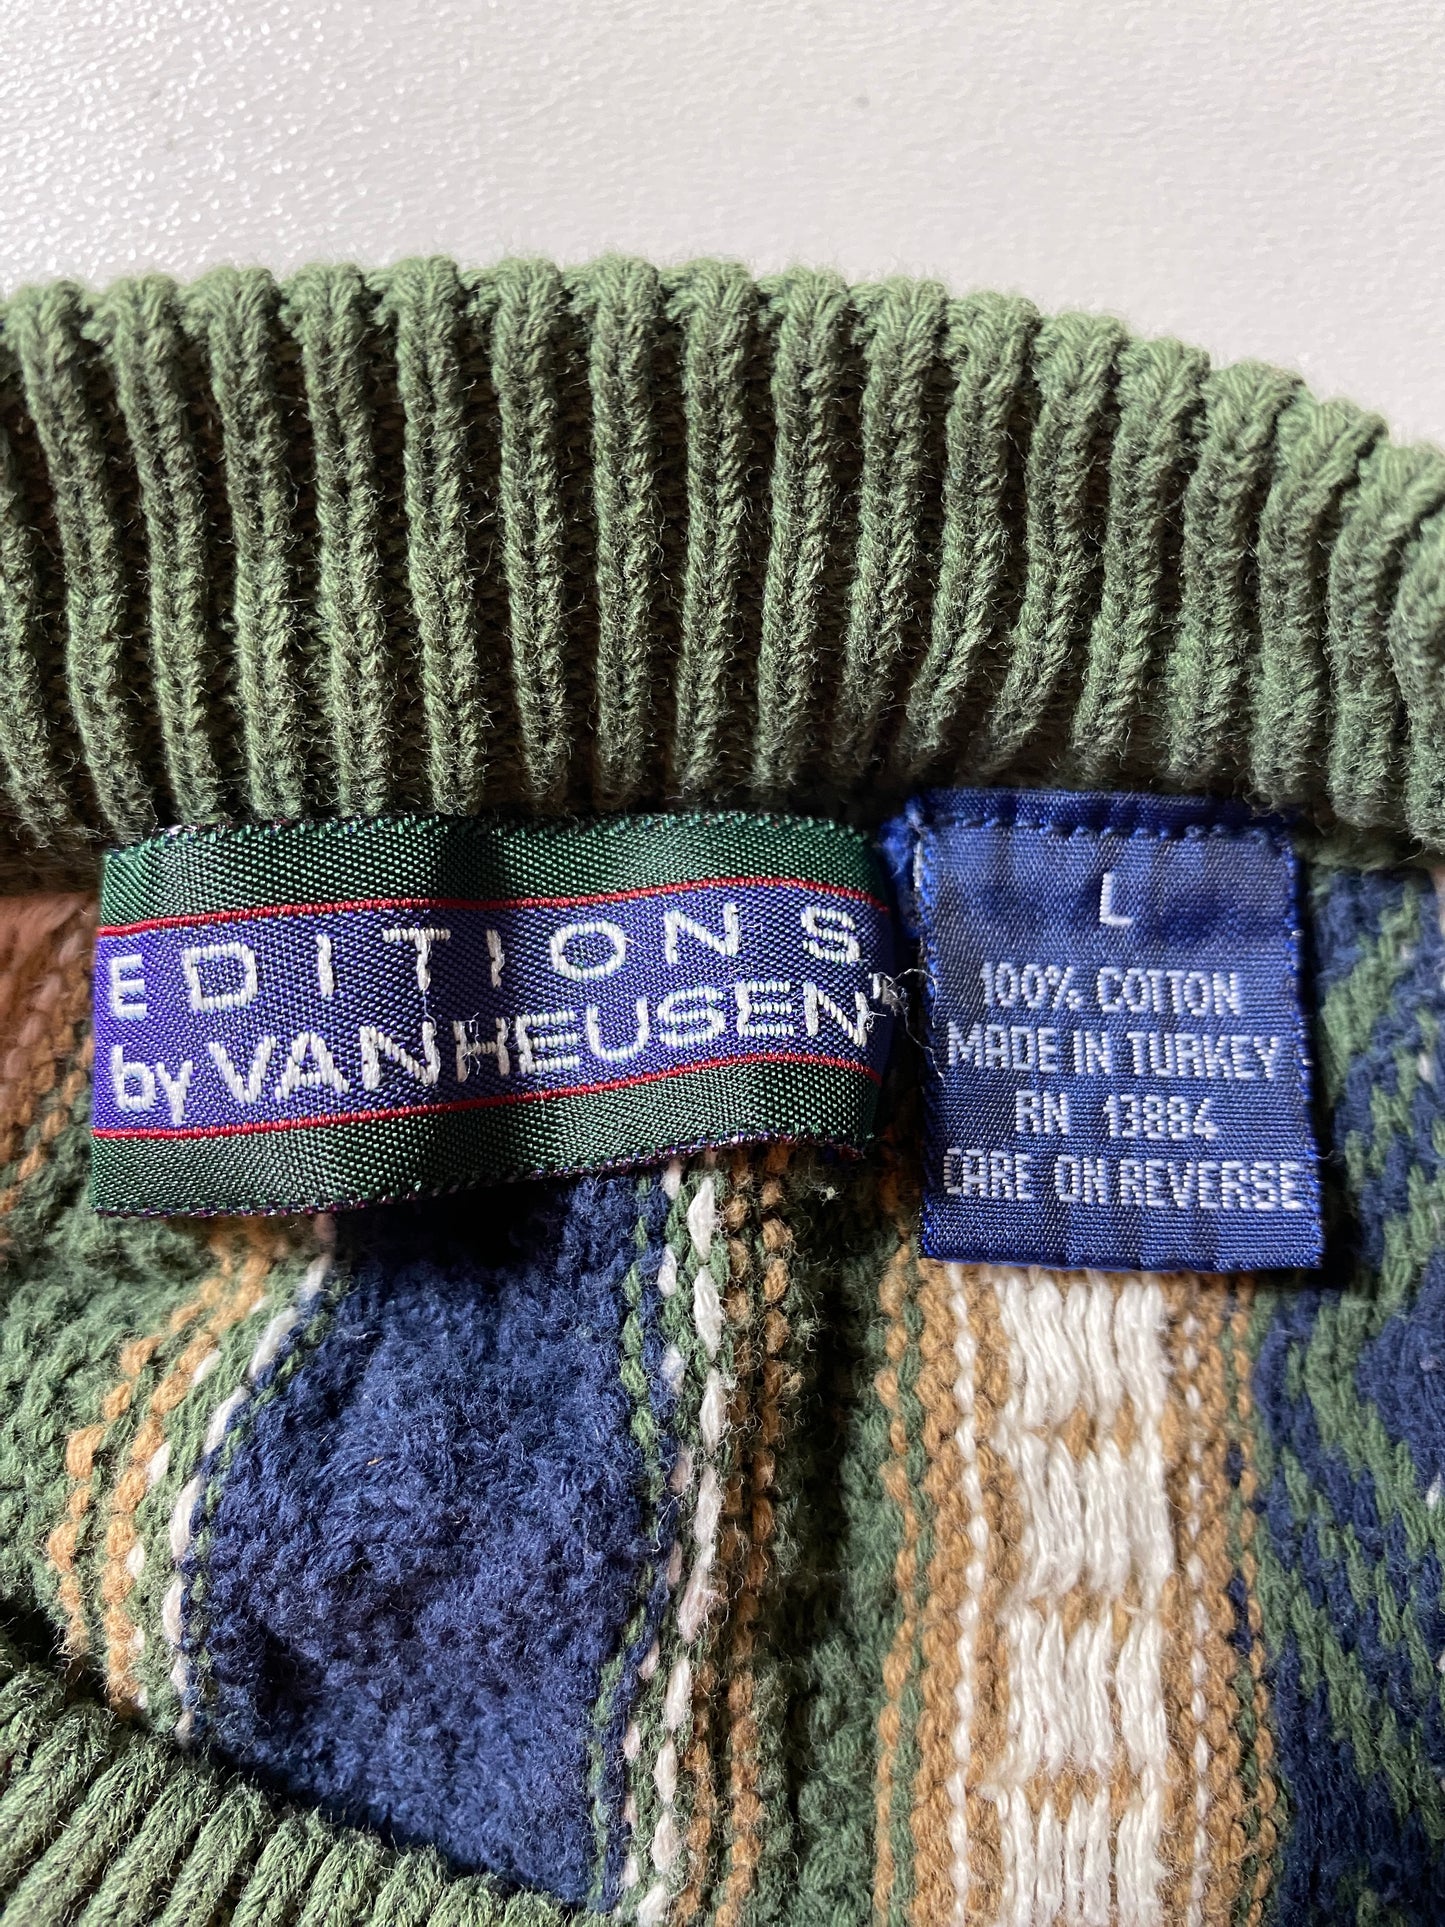 EDITIONS
by VANHEUSEN
L
100% COTTON
MADE IN TURKEY
RN 13884
CARE ON REVERSE